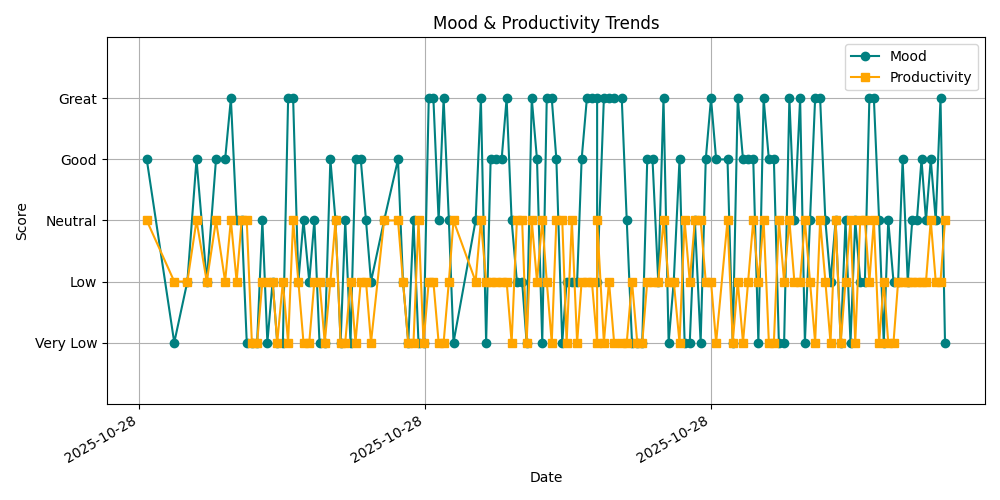 Mood & Productivity Trends
Mood
Productivity
Great
Good
Neutral
Low
Very Low
Score
2025-10-28
2025-10-28
2025-10-28
Date